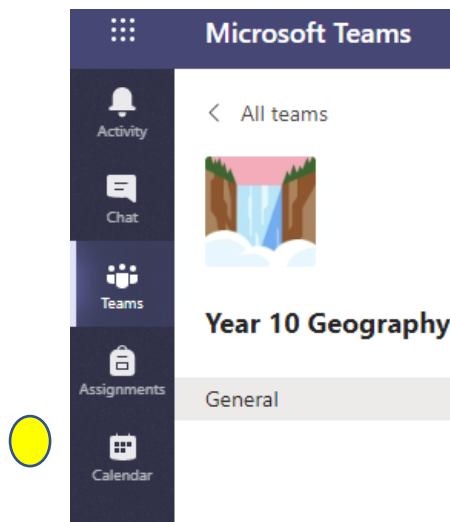 Microsoft Teams
Activity
< All teams
Chat
Teams
Year 10 Geography
Assignments
General
Calendar